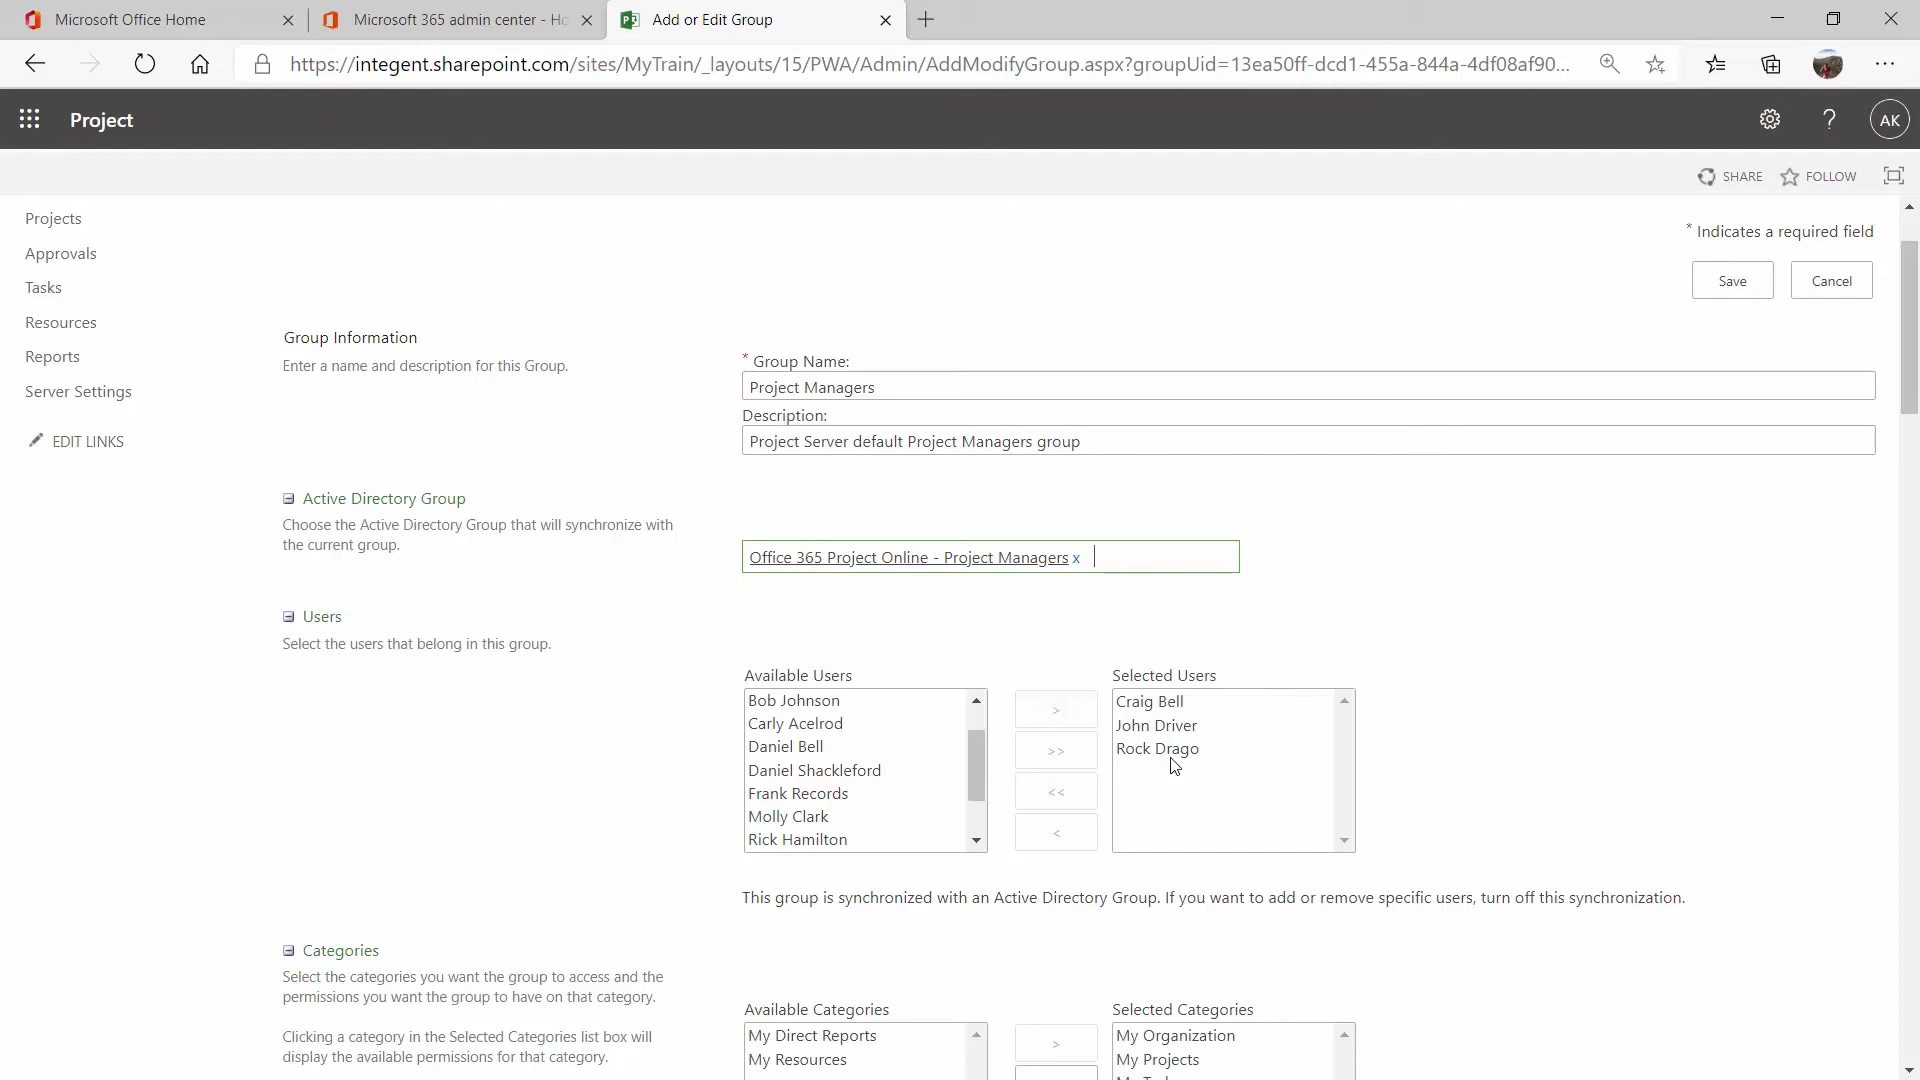 Microsoft Office Home
Microsoft 365 admin center - Ho
Add or Edit Group
https://integent.sharepoint.com/sites/MyTrain/_layouts/15/PWA/Admin/AddModifyGroup.aspx?groupUid=13ea50ff-dcd1-455a-844a-4df08af90...
Project
AK
SHARE
FOLLOW
Projects
Approvals
Tasks
Resources
Reports
Server Settings
EDIT LINKS
* Indicates a required field
Save
Cancel
Group Information
Enter a name and description for this Group.
* Group Name:
Project Managers
Description:
Project Server default Project Managers group
Active Directory Group
Choose the Active Directory Group that will synchronize with
the current group.
Office 365 Project Online - Project Managers x
Users
Select the users that belong in this group.
Available Users
Bob Johnson
Carly Acelrod
Daniel Bell
Daniel Shackleford
Frank Records
Molly Clark
Rick Hamilton
>
>>
<<
<
Selected Users
Craig Bell
John Driver
Rock Drago
This group is synchronized with an Active Directory Group. If you want to add or remove specific users, turn off this synchronization.
Categories
Select the categories you want the group to access and the
permissions you want the group to have on that category.
Clicking a category in the Selected Categories list box will
display the available permissions for that category.
Available Categories
My Direct Reports
My Resources
>
Selected Categories
My Organization
My Projects